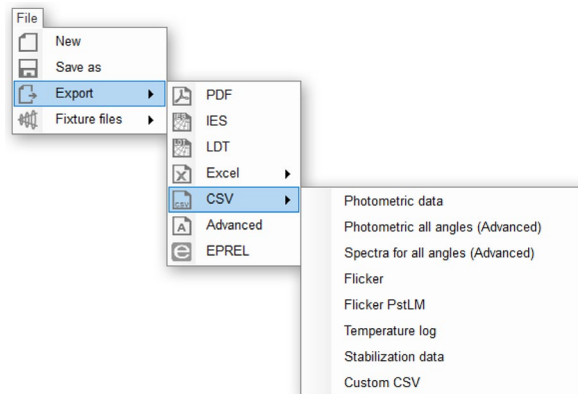 File
New
Save as
Export
Fixture files
PDF
IES
LDT
Excel
CSV
Advanced
EPREL
Photometric data
Photometric all angles (Advanced)
Spectra for all angles (Advanced)
Flicker
Flicker PstLM
Temperature log
Stabilization data
Custom CSV